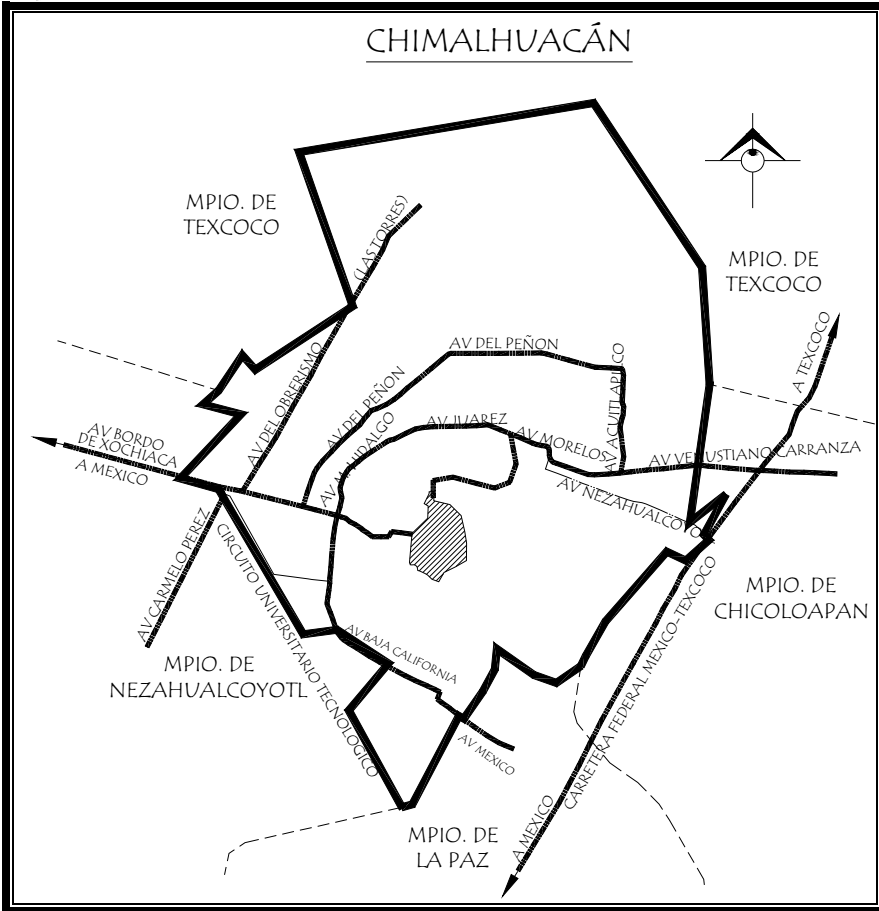 CHIMALHUACÁN
MPIO. DE
TEXCOCO
(LAS TORRES)
MPIO. DE
TEXCOCO
A TEXCOCO
AV DEL PEÑON
AV DEL OBRERISMO
AV DEL PEÑON
AV ACUITLAPILCO
AV M. HIDALGO
AV JUAREZ
AV MORELOS
AV BORDO
DE XOCHIACA
A MEXICO
AV VENUSTIANO CARRANZA
AV NEZAHUALCOYOTL
AV CARMELO PEREZ
CIRCUITO UNIVERSITARIO TECNOLOGICO
MPIO. DE
CHICOLOAPAN
AV BAJA CALIFORNIA
MPIO. DE
NEZAHUALCOYOTL
CARRETERA FEDERAL MEXICO-TEXCOCO
AV MEXICO
A MEXICO
MPIO. DE
LA PAZ